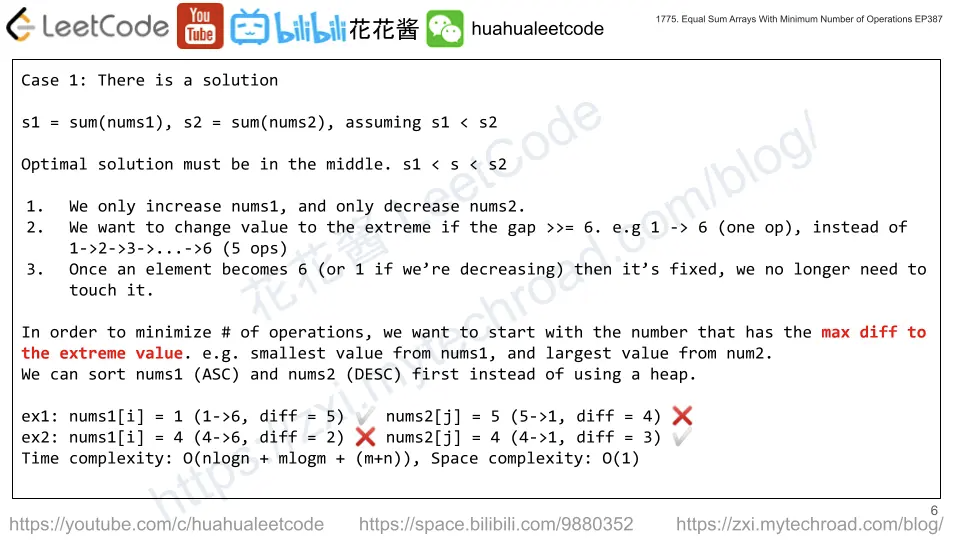 LeetCode You Tube bilibili 花花酱 huahualeetcode
1775. Equal Sum Arrays With Minimum Number of Operations EP387
Case 1: There is a solution
s1 = sum(nums1), s2 = sum(nums2), assuming s1 < s2
Optimal solution must be in the middle. s1 < s < s2
1. We only increase nums1, and only decrease nums2.
2. We want to change value to the extreme if the gap >>= 6. e.g 1 -> 6 (one op), instead of
1->2->3->...->6 (5 ops)
3. Once an element becomes 6 (or 1 if we’re decreasing) then it’s fixed, we no longer need to
touch it.
In order to minimize # of operations, we want to start with the number that has the max diff to
the extreme value. e.g. smallest value from nums1, and largest value from num2.
We can sort nums1 (ASC) and nums2 (DESC) first instead of using a heap.
ex1: nums1[i] = 1 (1->6, diff = 5) ✔ nums2[j] = 5 (5->1, diff = 4) ❌
ex2: nums1[i] = 4 (4->6, diff = 2) ❌ nums2[j] = 4 (4->1, diff = 3) ✔
Time complexity: O(nlogn + mlogm + (m+n)), Space complexity: O(1)
花花酱 LeetCode
https://zxi.mytechroad.com/blog/
6
https://youtube.com/c/huahualeetcode https://space.bilibili.com/9880352 https://zxi.mytechroad.com/blog/